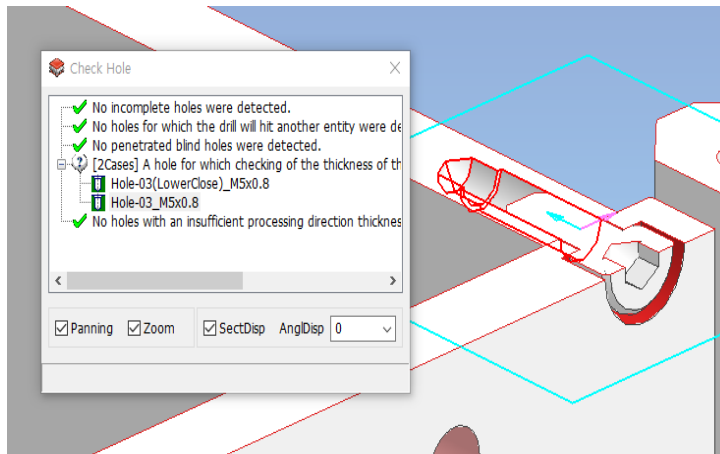 Check Hole
No incomplete holes were detected.
No holes for which the drill will hit another entity were de
No penetrated blind holes were detected.
[2Cases] A hole for which checking of the thickness of th
Hole-03(LowerClose)_M5x0.8
Hole-03_M5x0.8
No holes with an insufficient processing direction thicknes
Panning Zoom SectDisp AnglDisp 0